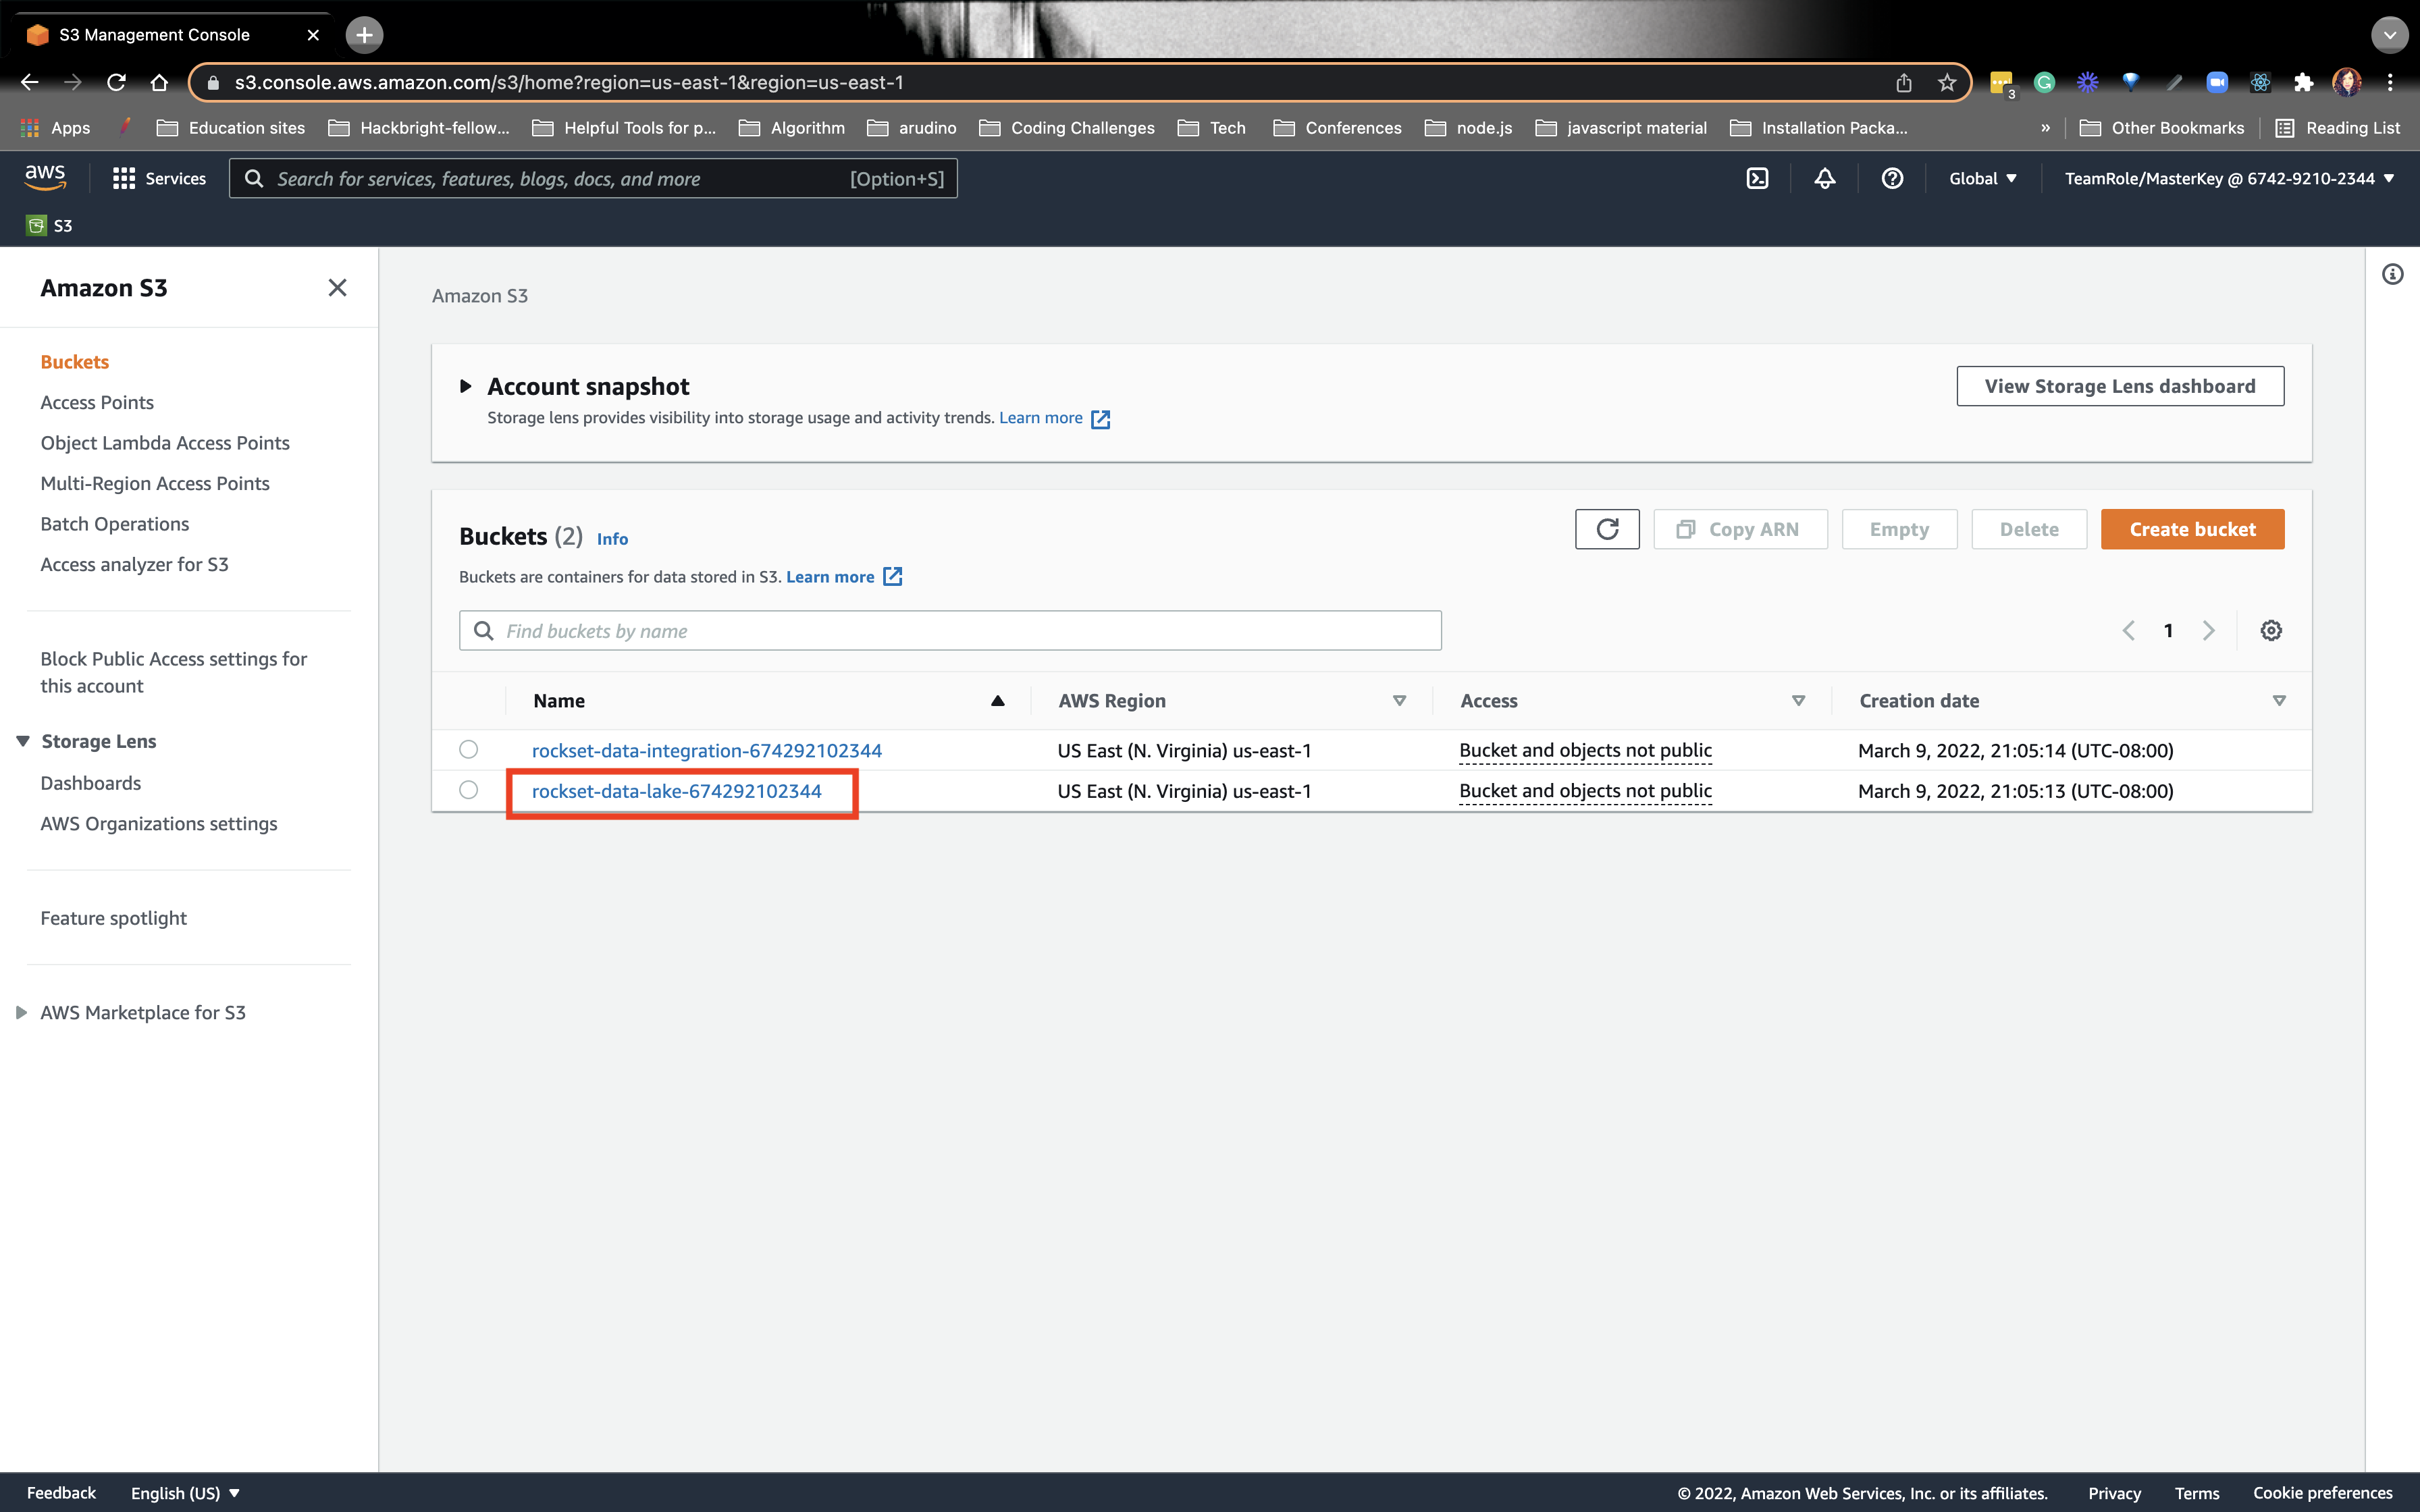 S3 Management Console
s3.console.aws.amazon.com/s3/home?region=us-east-1&region=us-east-1
3
Apps
Education sites
Hackbright-fellow...
Helpful Tools for p...
Algorithm
arudino
Coding Challenges
Tech
Conferences
node.js
javascript material
Installation Packa...
»
Other Bookmarks
Reading List
aws
Services
Search for services, features, blogs, docs, and more
[Option+S]
Global
TeamRole/MasterKey @ 6742-9210-2344
S3
Amazon S3
Buckets
Access Points
Object Lambda Access Points
Multi-Region Access Points
Batch Operations
Access analyzer for S3
Block Public Access settings for
this account
Storage Lens
Dashboards
AWS Organizations settings
Feature spotlight
AWS Marketplace for S3
Amazon S3
Account snapshot
Storage lens provides visibility into storage usage and activity trends. Learn more
View Storage Lens dashboard
Buckets (2) Info
Copy ARN
Empty
Delete
Create bucket
Buckets are containers for data stored in S3. Learn more
Find buckets by name
1
Name AWS Region Access Creation date
rockset-data-integration-674292102344 US East (N. Virginia) us-east-1 Bucket and objects not public March 9, 2022, 21:05:14 (UTC-08:00)
rockset-data-lake-674292102344 US East (N. Virginia) us-east-1 Bucket and objects not public March 9, 2022, 21:05:13 (UTC-08:00)
Feedback
English (US)
© 2022, Amazon Web Services, Inc. or its affiliates.
Privacy
Terms
Cookie preferences